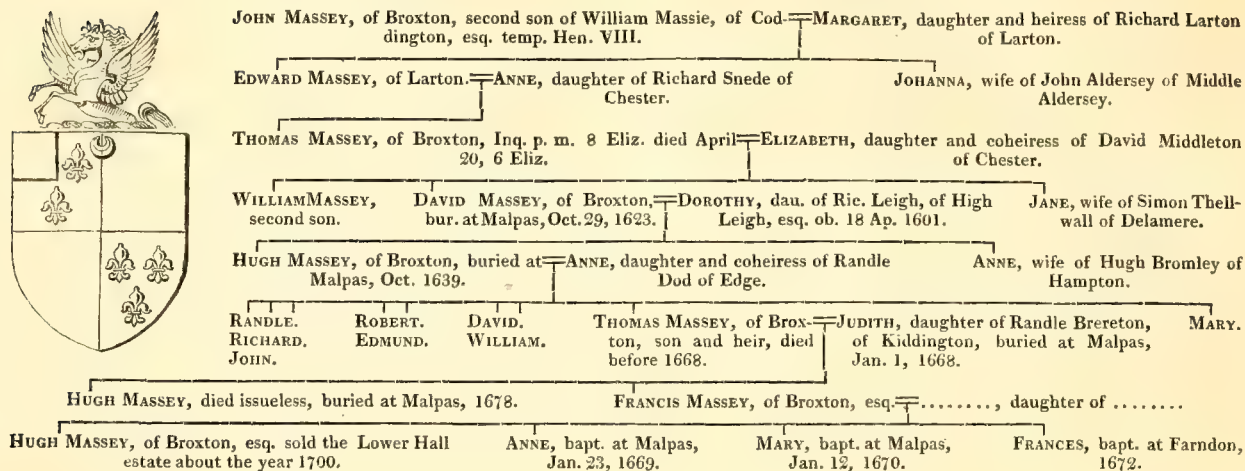 JOHN MASSEY, of Broxton, second son of William Massie, of Cod-
dington, esq. temp. Hen. VIII.
MARGARET, daughter and heiress of Richard Larton
of Larton.
EDWARD MASSEY, of Larton.
ANNE, daughter of Richard Snede of
Chester.
JOHANNA, wife of John Aldersey of Middle
Aldersey.
THOMAS MASSEY, of Broxton, Inq. p. m. 8 Eliz. died April
20, 6 Eliz.
ELIZABETH, daughter and coheiress of David Middleton
of Chester.
WILLIAM MASSEY,
second son.
DAVID MASSEY, of Broxton,
bur. at Malpas, Oct. 29, 1623.
DOROTHY, dau. of Ric. Leigh, of High
Leigh, esq. ob. 18 Ap. 1601.
JANE, wife of Simon Thell-
wall of Delamere.
HUGH MASSEY, of Broxton, buried at
Malpas, Oct. 1639.
ANNE, daughter and coheiress of Randle
Dod of Edge.
ANNE, wife of Hugh Bromley of
Hampton.
RANDLE.
RICHARD.
JOHN.
ROBERT.
EDMUND.
DAVID.
WILLIAM.
THOMAS MASSEY, of Brox-
ton, son and heir, died
before 1668.
JUDITH, daughter of Randle Brereton,
of Kiddington, buried at Malpas,
Jan. 1, 1668.
MARY.
HUGH MASSEY, died issueless, buried at Malpas, 1678.
FRANCIS MASSEY, of Broxton, esq.
........, daughter of ........
HUGH MASSEY, of Broxton, esq. sold the Lower Hall
estate about the year 1700.
ANNE, bapt. at Malpas,
Jan. 23, 1669.
MARY, bapt. at Malpas,
Jan. 12, 1670.
FRANCES, bapt. at Farndon,
1672.